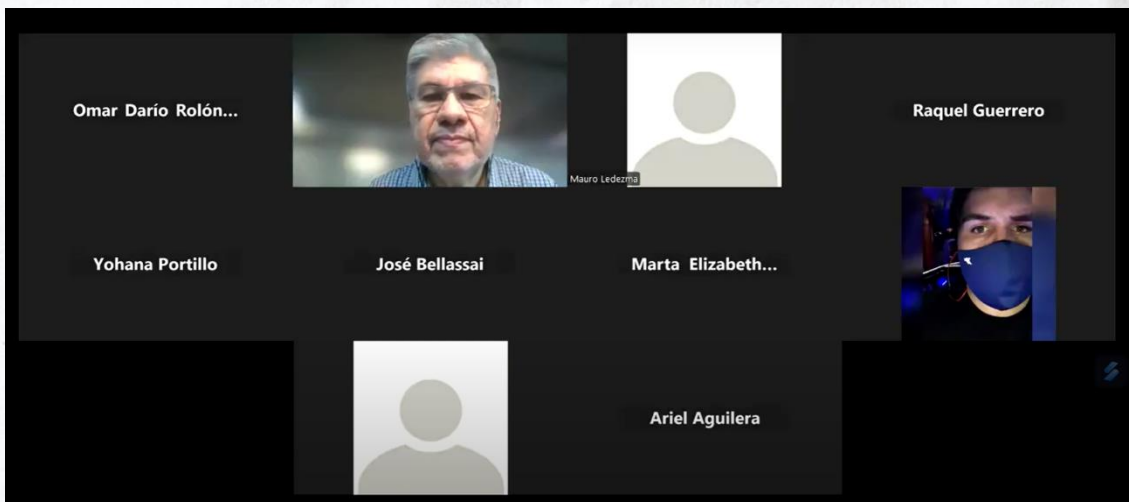 Omar Darío Rolón...
Mauro Ledezma
Raquel Guerrero
Yohana Portillo
José Bellassai
Marta Elizabeth...
Ariel Aguilera